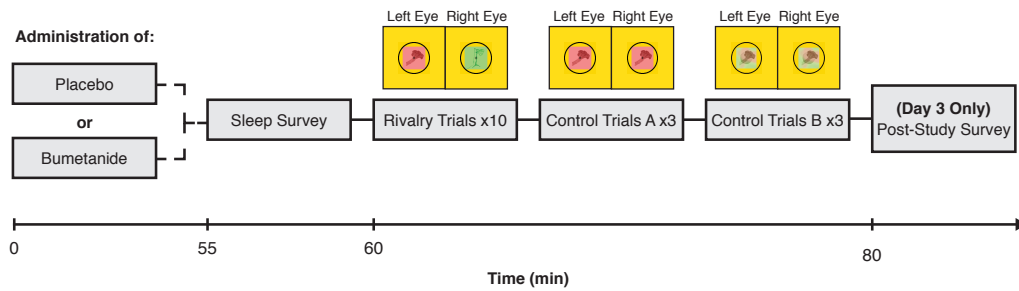 Left Eye Right Eye Left Eye Right Eye Left Eye Right Eye
Administration of:
Placebo
or
Bumetanide
Sleep Survey
Rivalry Trials x10
Control Trials A x3
Control Trials B x3
(Day 3 Only)
Post-Study Survey
0 55 60 80
Time (min)